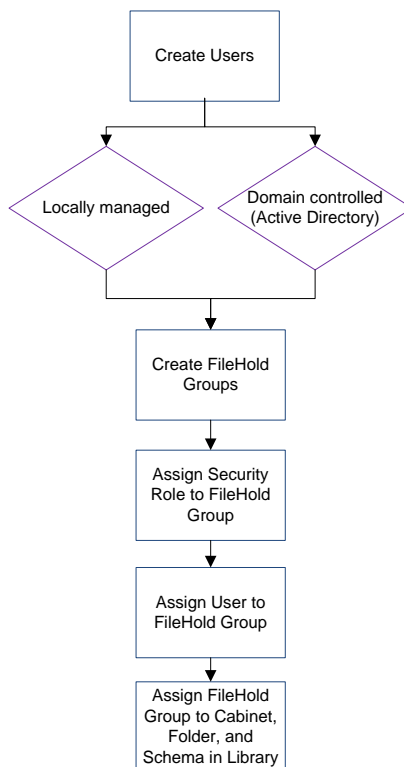 Create Users
Locally managed
Domain controlled
(Active Directory)
Create FileHold
Groups
Assign Security
Role to FileHold
Group
Assign User to
FileHold Group
Assign FileHold
Group to Cabinet,
Folder, and
Schema in Library